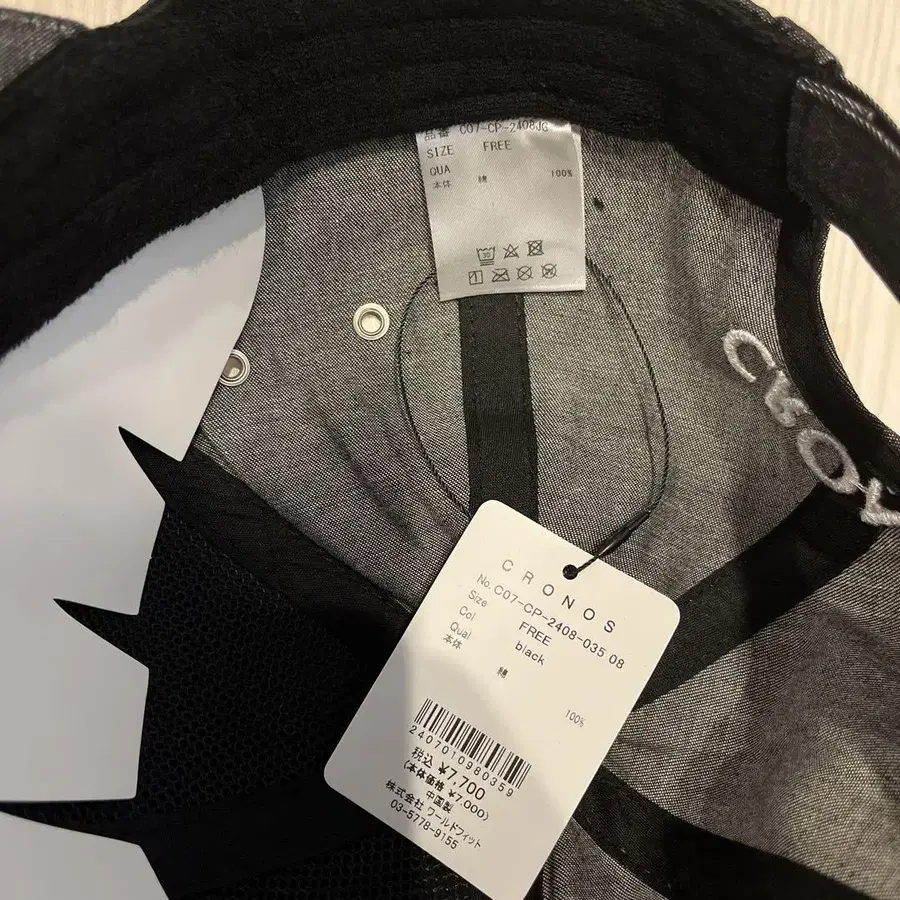 品番 C07-CP-2408JG
SIZE FREE
QUA
本体 綿 100%
30
CRONOS
No. C07-CP-2408-035 08
Size FREE
Col black
Qual
本体 綿 100%
2407010980359
税込 ¥7,700
(本体価格 ¥7,000)
中国製
株式会社 ワールドフィット
03-5778-9155